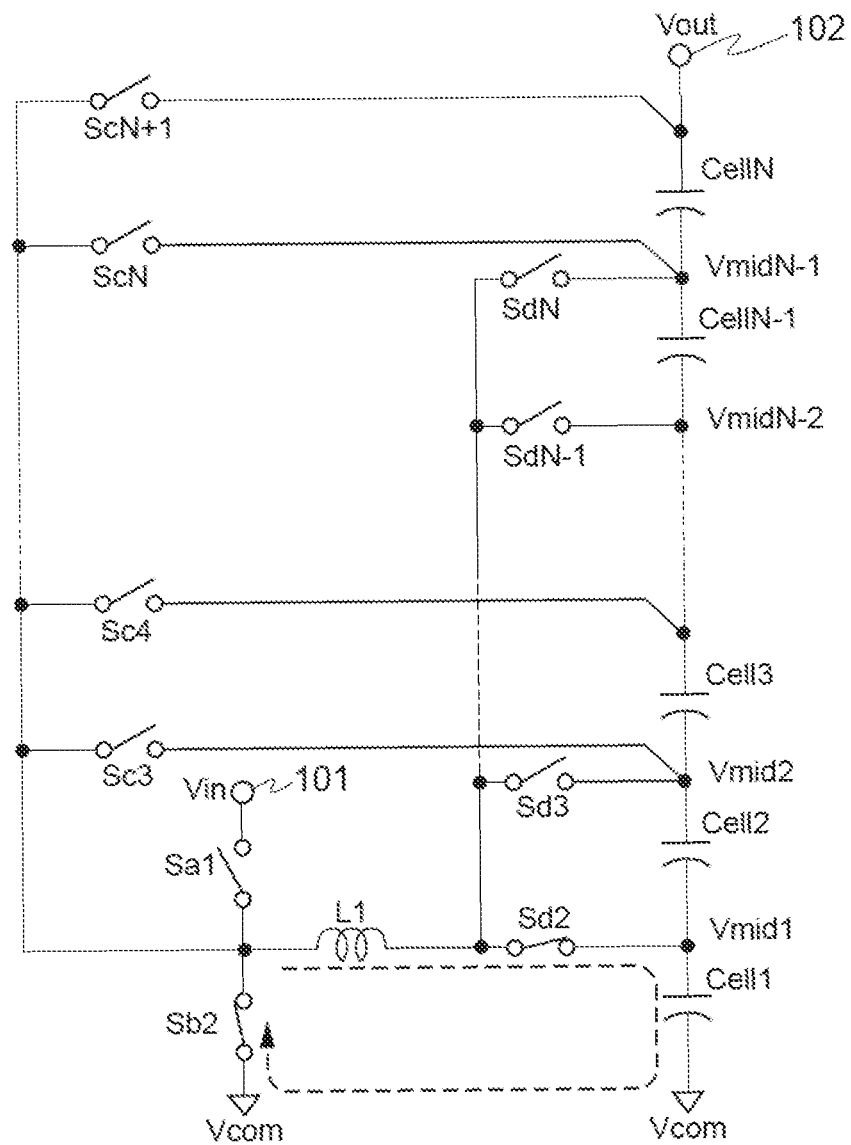 Vout
102
ScN+1
CellN
ScN
VmidN-1
SdN
CellN-1
VmidN-2
SdN-1
Sc4
Cell3
Sc3
Vmid2
Vin
101
Sd3
Cell2
Sa1
L1
Sd2
Vmid1
Cell1
Sb2
Vcom
Vcom